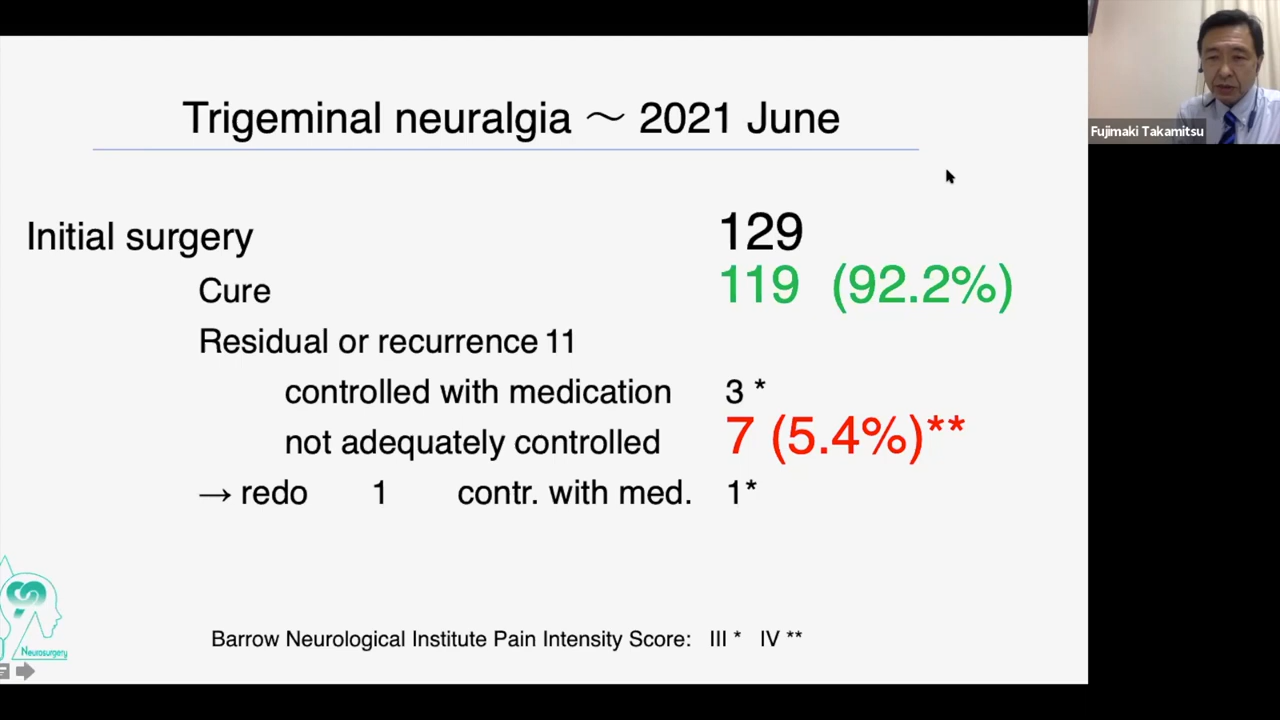 Trigeminal neuralgia ～ 2021 June
Fujimaki Takamitsu
Initial surgery 129
Cure 119 (92.2%)
Residual or recurrence 11
controlled with medication 3 *
not adequately controlled 7 (5.4%)**
→ redo 1 contr. with med. 1*
Barrow Neurological Institute Pain Intensity Score: III * IV **
Neurosurgery